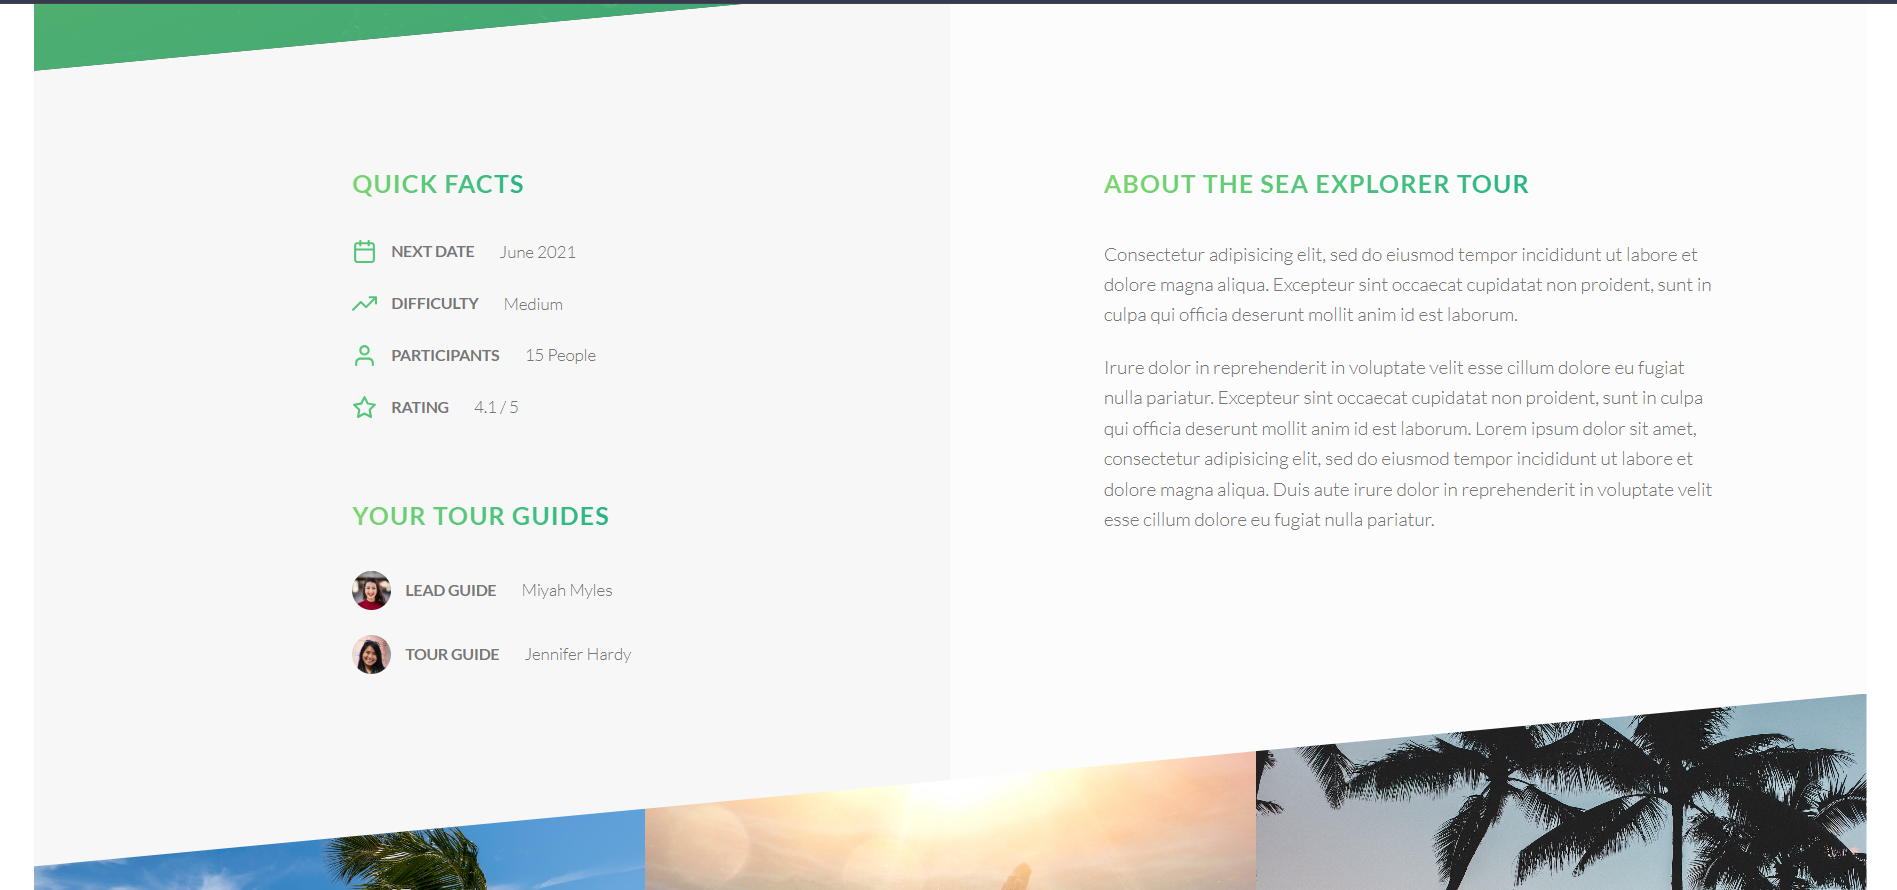 QUICK FACTS
NEXT DATE June 2021
DIFFICULTY Medium
PARTICIPANTS 15 People
RATING 4.1 / 5
YOUR TOUR GUIDES
LEAD GUIDE Miyah Myles
TOUR GUIDE Jennifer Hardy
ABOUT THE SEA EXPLORER TOUR
Consectetur adipisicing elit, sed do eiusmod tempor incididunt ut labore et
dolore magna aliqua. Excepteur sint occaecat cupidatat non proident, sunt in
culpa qui officia deserunt mollit anim id est laborum.
Irure dolor in reprehenderit in voluptate velit esse cillum dolore eu fugiat
nulla pariatur. Excepteur sint occaecat cupidatat non proident, sunt in culpa
qui officia deserunt mollit anim id est laborum. Lorem ipsum dolor sit amet,
consectetur adipisicing elit, sed do eiusmod tempor incididunt ut labore et
dolore magna aliqua. Duis aute irure dolor in reprehenderit in voluptate velit
esse cillum dolore eu fugiat nulla pariatur.